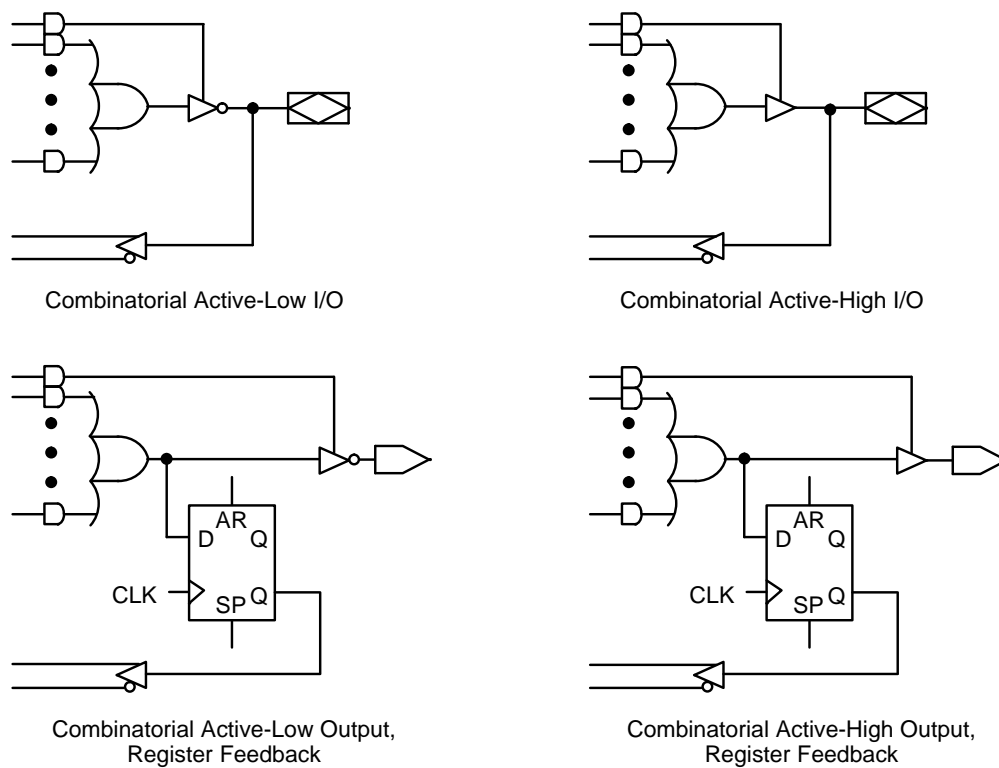 Combinatorial Active-Low I/O
Combinatorial Active-High I/O
AR
D
Q
CLK
SP
Q
AR
D
Q
CLK
SP
Q
Combinatorial Active-Low Output,
Register Feedback
Combinatorial Active-High Output,
Register Feedback